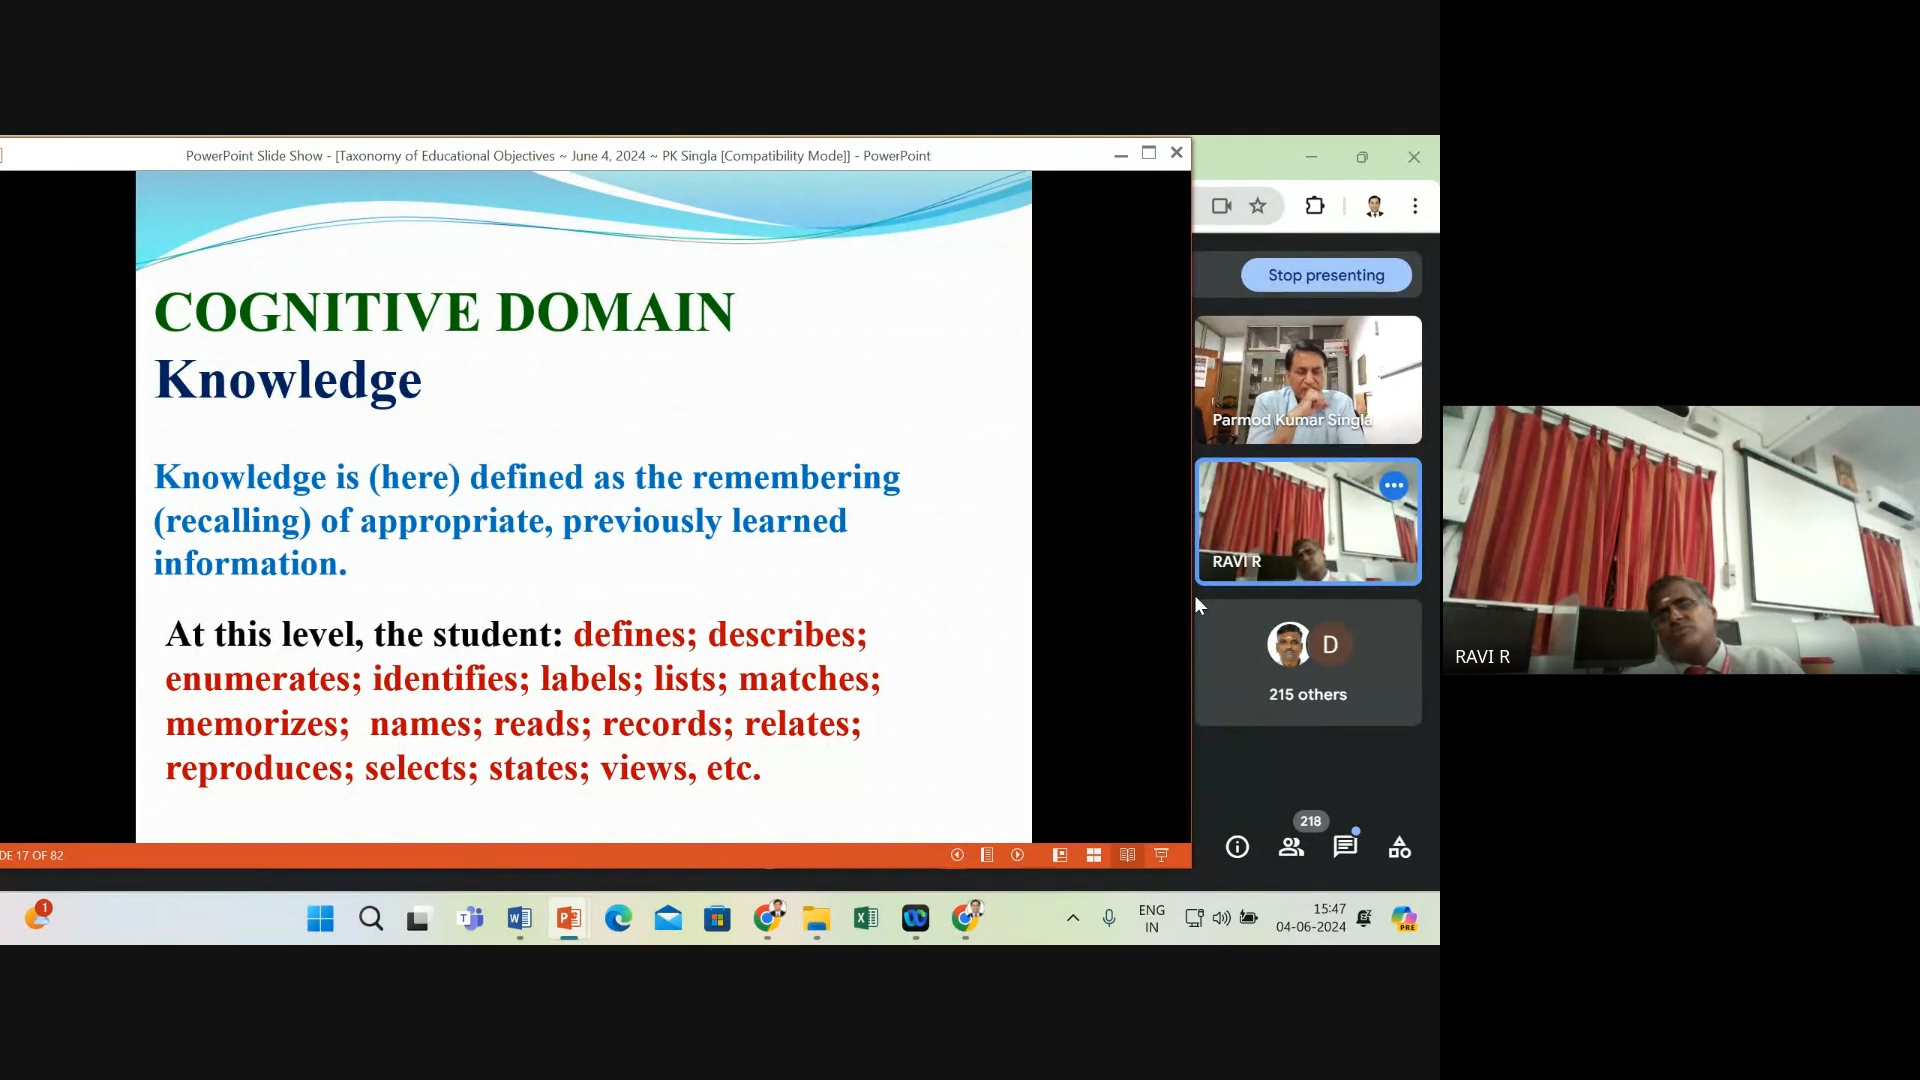 PowerPoint Slide Show - [Taxonomy of Educational Objectives ~ June 4, 2024 ~ PK Singla [Compatibility Mode]] - PowerPoint
COGNITIVE DOMAIN
Knowledge
Knowledge is (here) defined as the remembering
(recalling) of appropriate, previously learned
information.
At this level, the student: defines; describes;
enumerates; identifies; labels; lists; matches;
memorizes; names; reads; records; relates;
reproduces; selects; states; views, etc.
DE 17 OF 82
Stop presenting
Parmod Kumar Singla
RAVI R
D
215 others
218
RAVI R
1
ENG
IN
15:47
04-06-2024
PRE